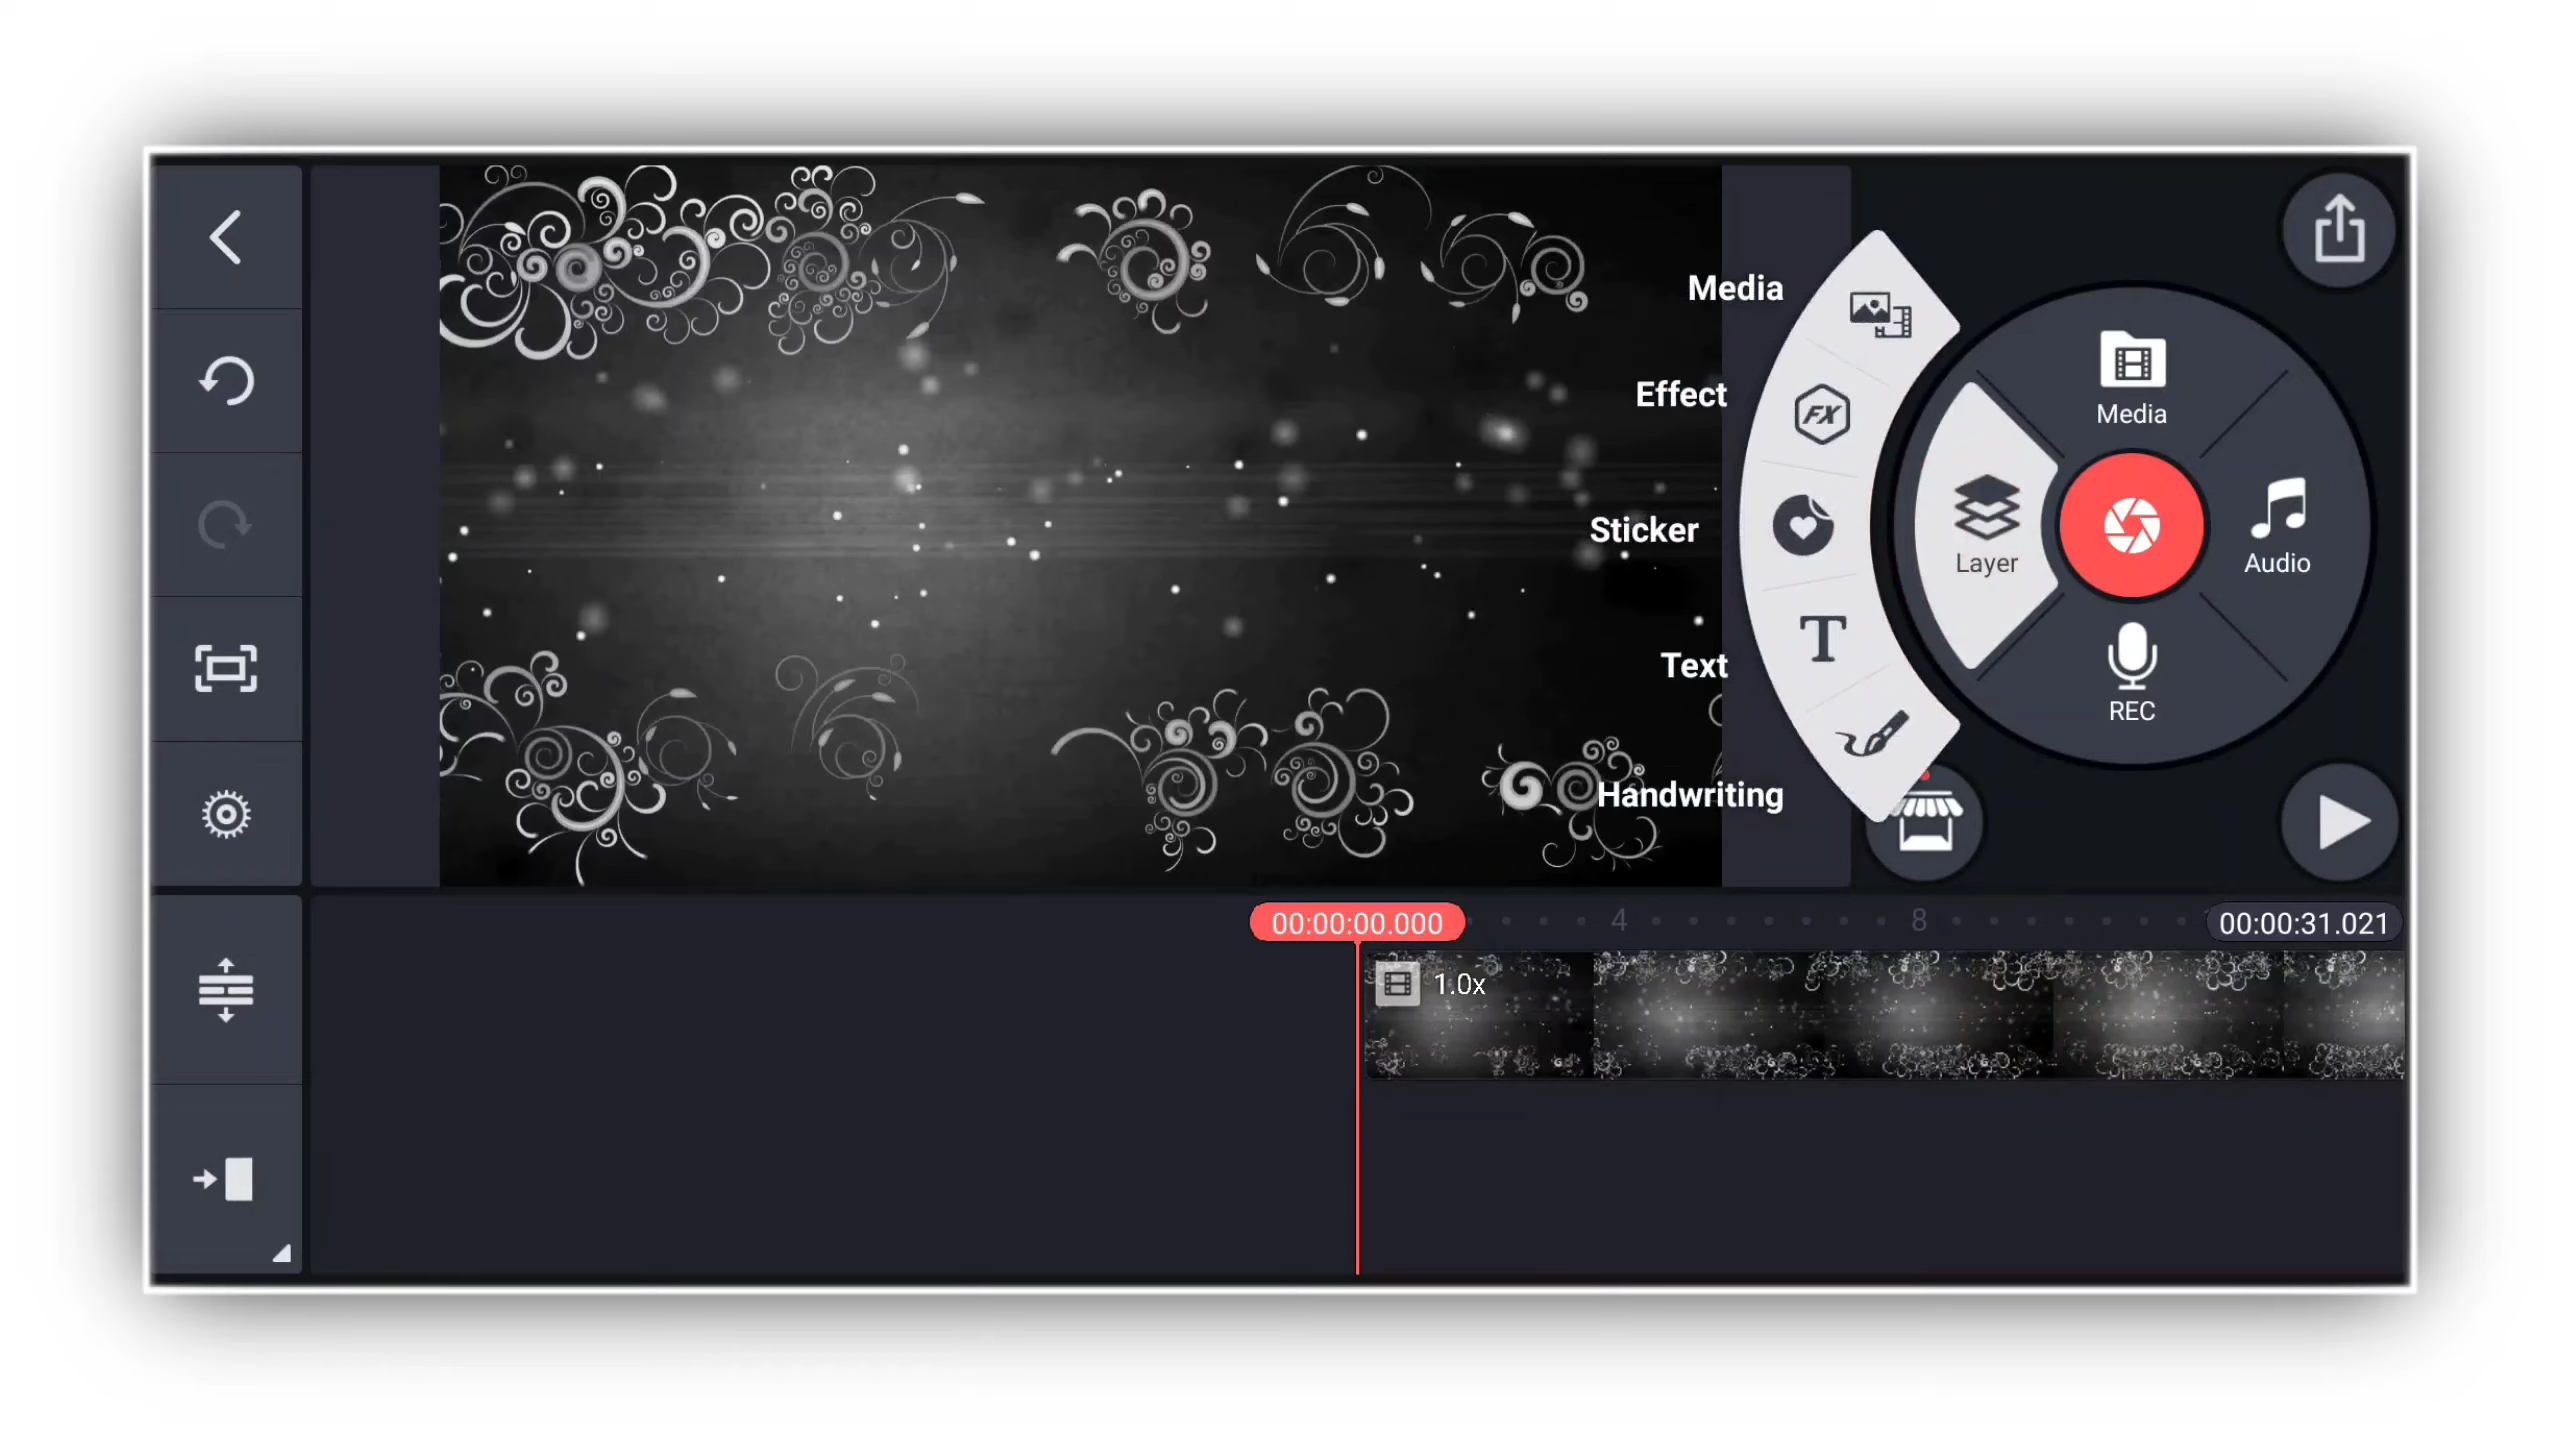 Media
Effect
Sticker
Text
Handwriting
Media
Layer
Audio
REC
FX
T
00:00:00.000
4
8
00:00:31.021
1.0x